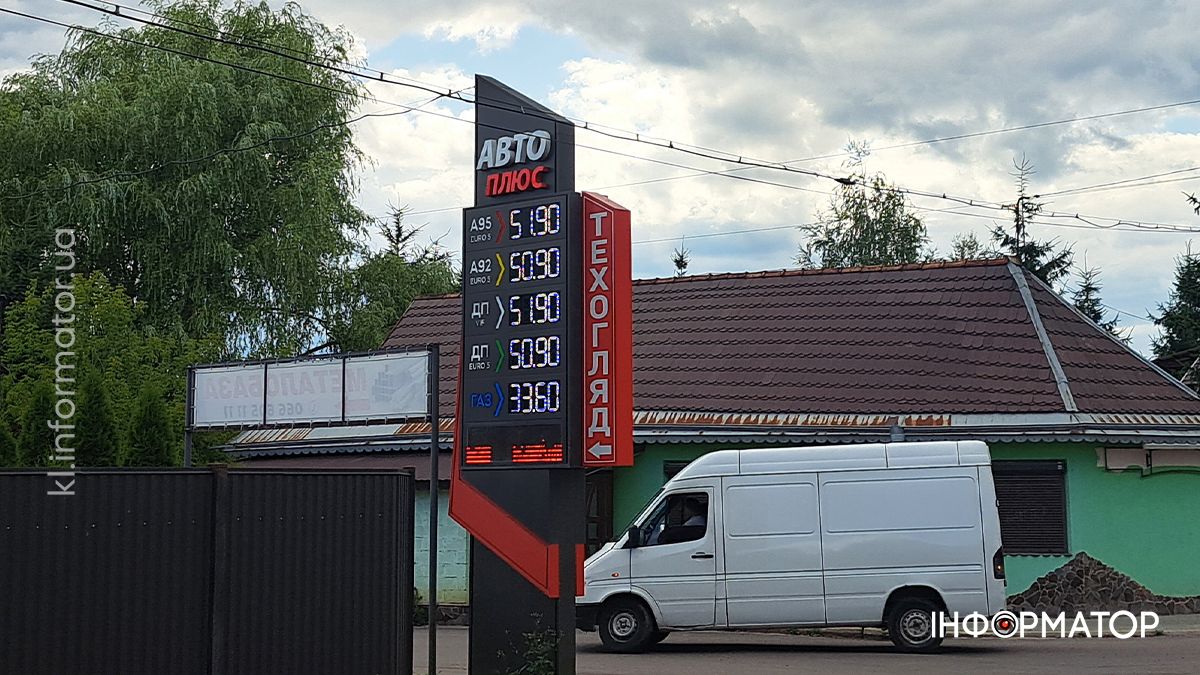 АВТО
ПЛЮС
А95 EURO 5 51.90
А92 EURO 5 50.90
ДП 51.90
ДП EURO 5 50.90
ГАЗ 33.60
ТЕХОГЛЯД
МЕТАЛОБАЗА
kl.informator.ua
ІНФОРМАТОР